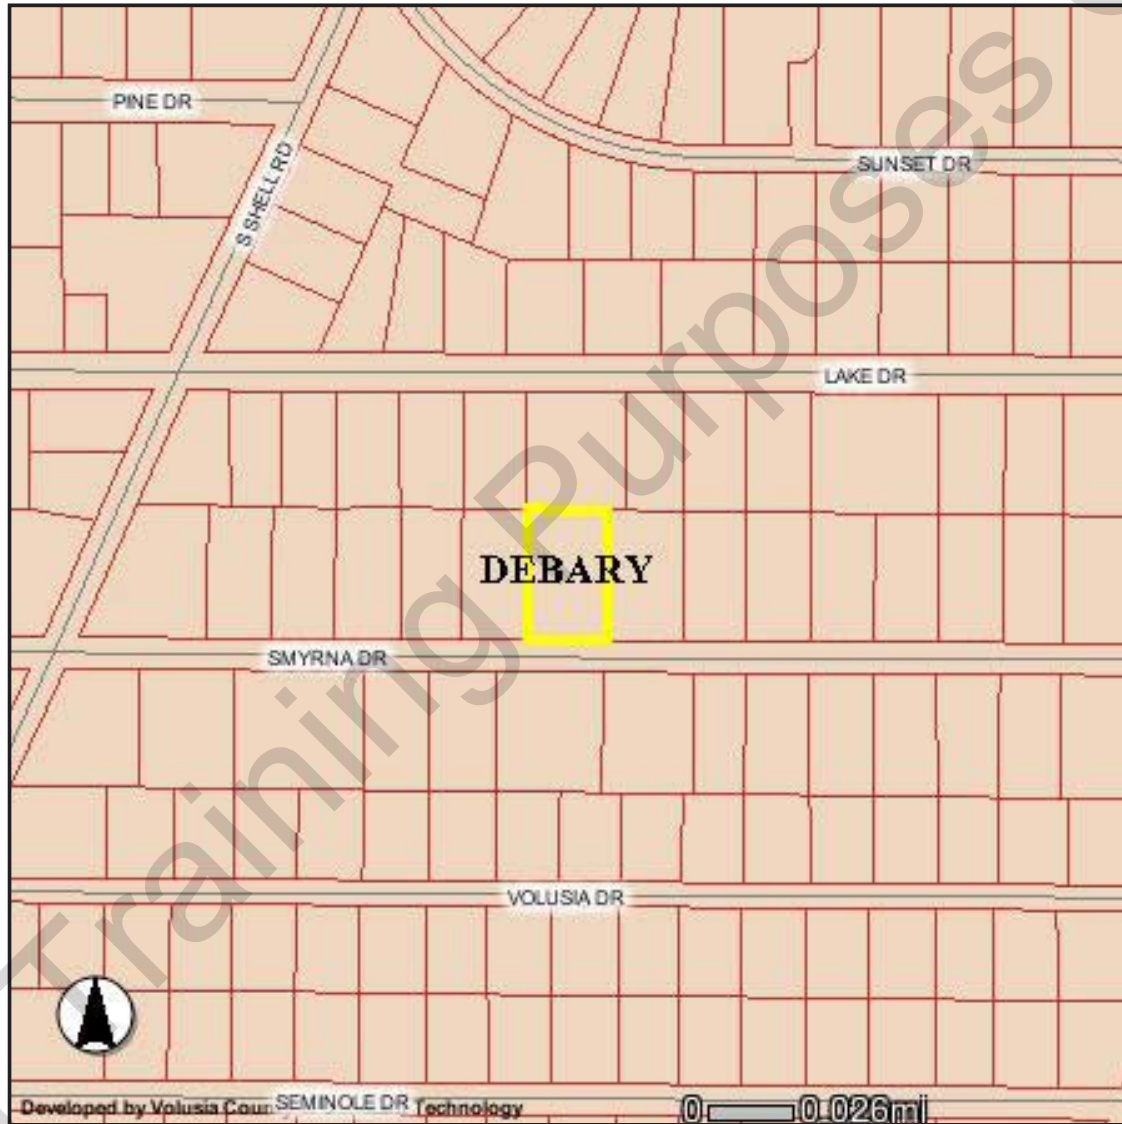 PINE DR
S SHELL RD
SUNSET DR
LAKE DR
DEBARY
SMYRNA DR
VOLUSIA DR
SEMINOLE DR
Developed by Volusia Technology
0 0.026mi
Training Purposes